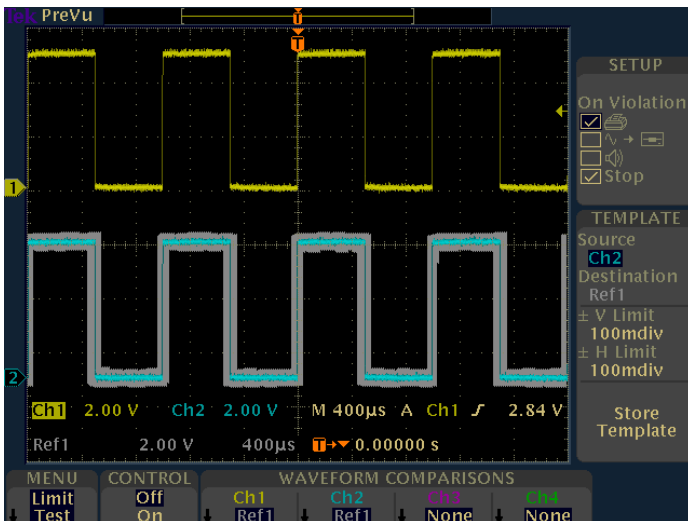 Tek PreVu
T
T
1
2
Ch1 2.00 V Ch2 2.00 V M 400µs A Ch1 2.84 V
Ref1 2.00 V 400µs T 0.00000 s
SETUP
On Violation
Stop
TEMPLATE
Source
Ch2
Destination
Ref1
± V Limit
100mdiv
± H Limit
100mdiv
Store
Template
MENU CONTROL WAVEFORM COMPARISONS
Limit Off Ch1 Ch2 Ch3 Ch4
Test On Ref1 Ref1 None None